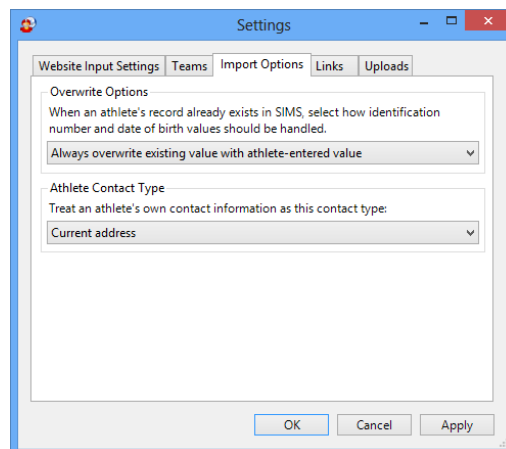 Settings
Website Input Settings Teams Import Options Links Uploads
Overwrite Options
When an athlete's record already exists in SIMS, select how identification
number and date of birth values should be handled.
Always overwrite existing value with athlete-entered value
Athlete Contact Type
Treat an athlete's own contact information as this contact type:
Current address
OK Cancel Apply